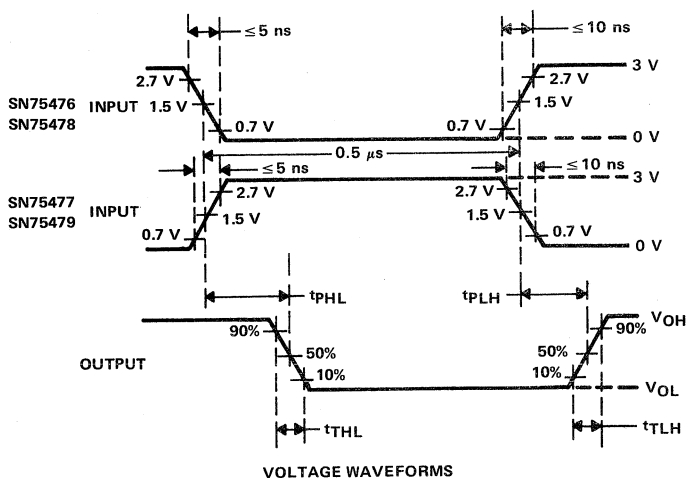 ≤5 ns
≤10 ns
2.7 V
3 V
2.7 V
SN75476 INPUT
1.5 V
1.5 V
SN75478
0.7 V
0.7 V
0 V
0.5 μs
≤5 ns
≤10 ns
3 V
2.7 V
2.7 V
SN75477 INPUT
1.5 V
1.5 V
SN75479
0.7 V
0.7 V
0 V
tPHL
tPLH
VOH
90%
90%
OUTPUT
50%
50%
10%
10%
VOL
tTHL
tTLH
VOLTAGE WAVEFORMS